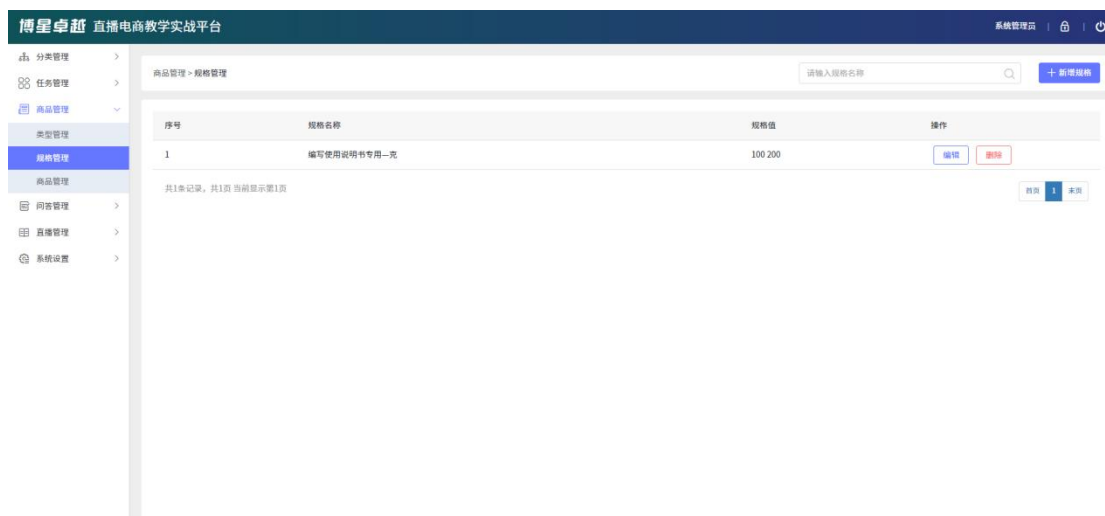 博星卓越 直播电商教学实战平台
系统管理员
分类管理
任务管理
商品管理
类型管理
规格管理
商品管理
问答管理
直播管理
系统设置
商品管理 > 规格管理
请输入规格名称
新增规格
序号 规格名称 规格值 操作
1 编写使用说明书专用—克 100 200 编辑 删除
共1条记录，共1页 当前显示第1页
首页 1 末页